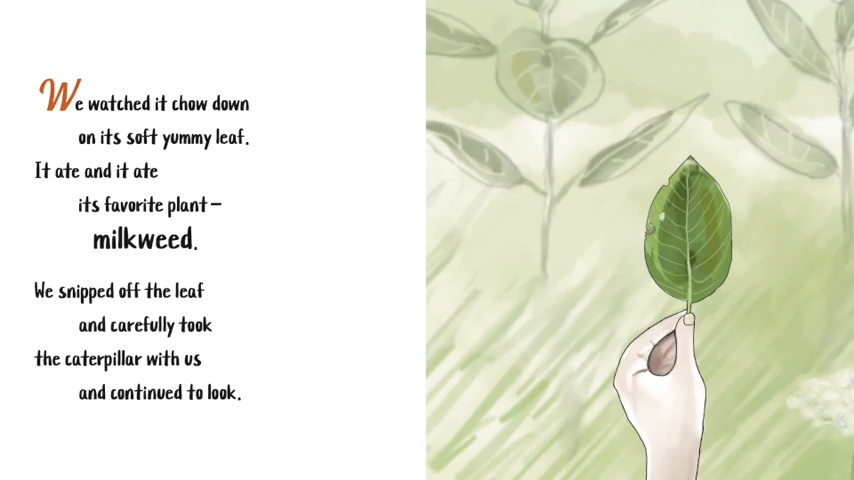 We watched it chow down
on its soft yummy leaf.
It ate and it ate
its favorite plant –
milkweed.
We snipped off the leaf
and carefully took
the caterpillar with us
and continued to look.